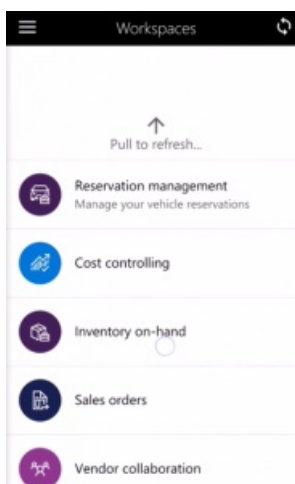 Workspaces
Pull to refresh...
Reservation management
Manage your vehicle reservations
Cost controlling
Inventory on-hand
Sales orders
Vendor collaboration